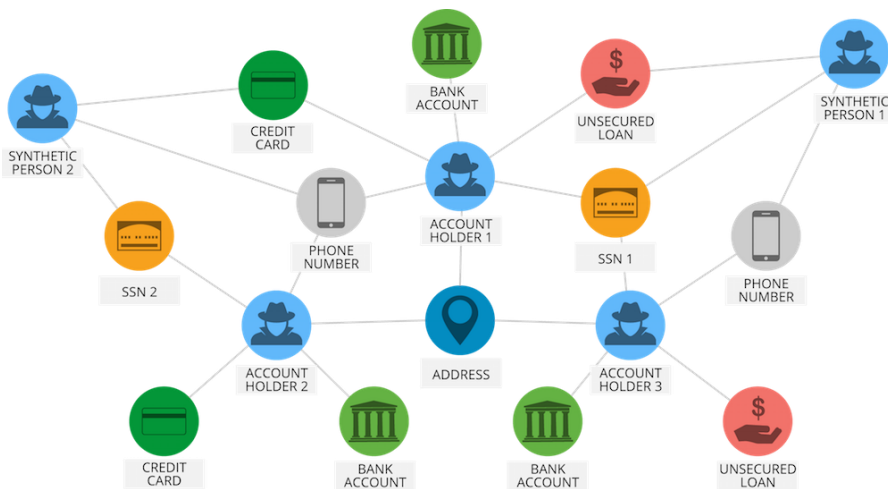 BANK
ACCOUNT
SYNTHETIC
PERSON 1
UNSECURED
LOAN
CREDIT
CARD
SYNTHETIC
PERSON 2
ACCOUNT
HOLDER 1
PHONE
NUMBER
SSN 1
PHONE
NUMBER
SSN 2
ACCOUNT
HOLDER 2
ADDRESS
ACCOUNT
HOLDER 3
CREDIT
CARD
BANK
ACCOUNT
BANK
ACCOUNT
UNSECURED
LOAN